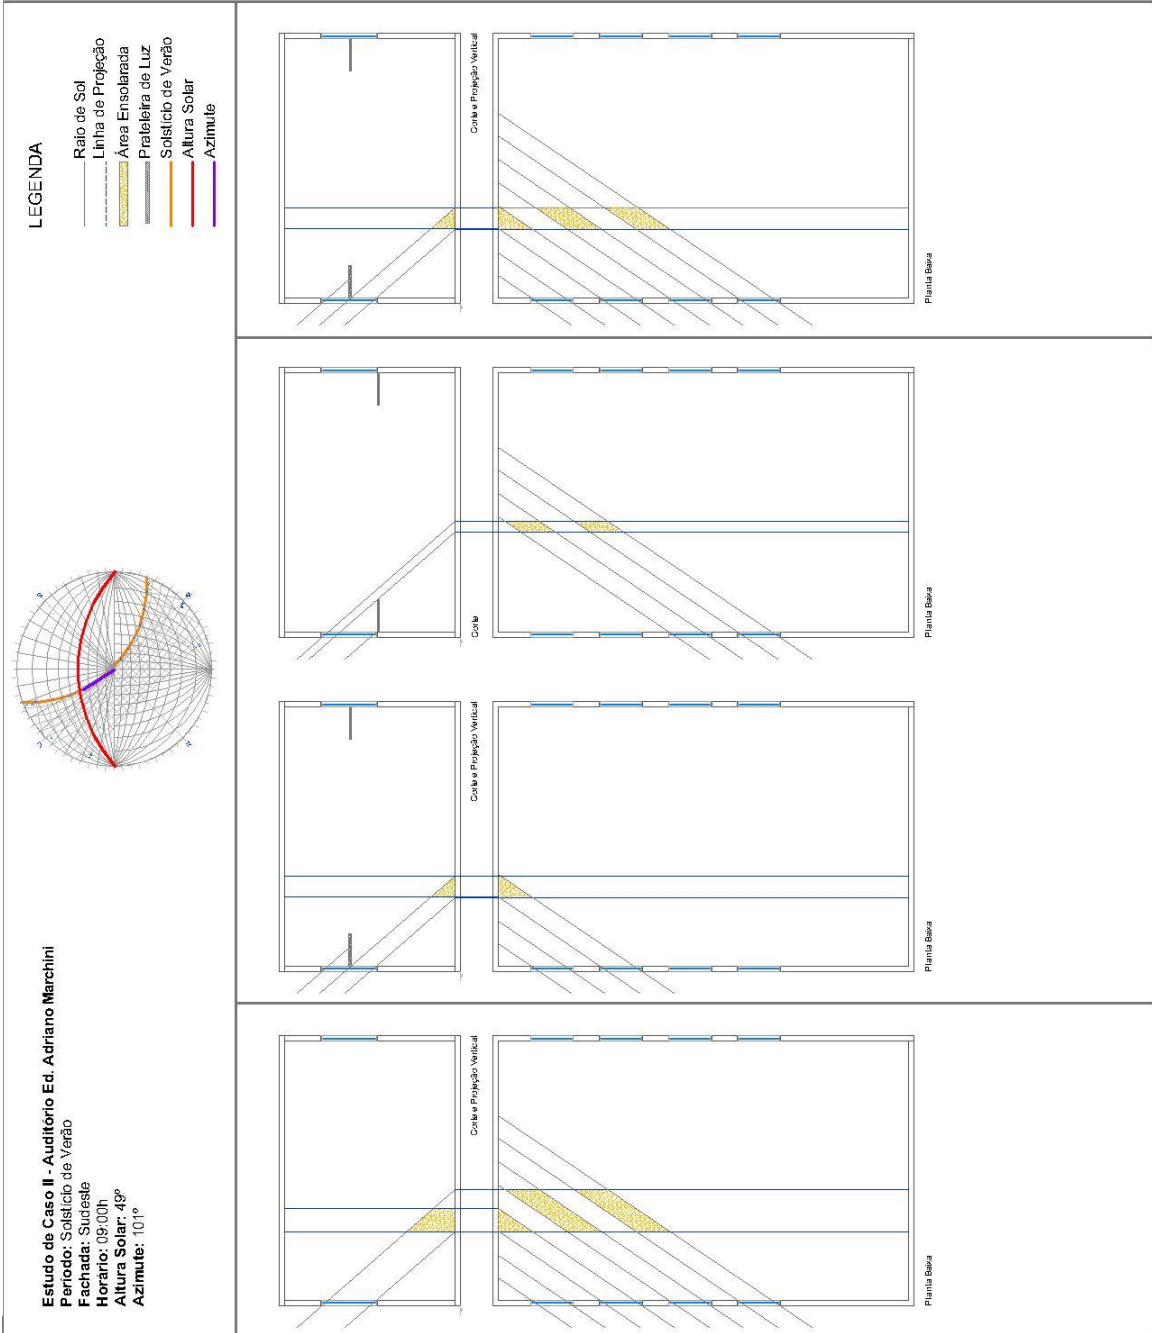 Estudo de Caso II - Auditório Ed. Adriano Marchini
Período: Solstício de Verão
Fachada: Sudeste
Horário: 09:00h
Altura Solar: 49º
Azimute: 101º
LEGENDA
Raio de Sol
Linha de Projeção
Área Ensolarada
Prateleira de Luz
Solstício de Verão
Altura Solar
Azimute
Corte e Projeção Vertical
Planta Baixa
Corte e Projeção Vertical
Planta Baixa
Corte
Planta Baixa
Corte e Projeção Vertical
Planta Baixa